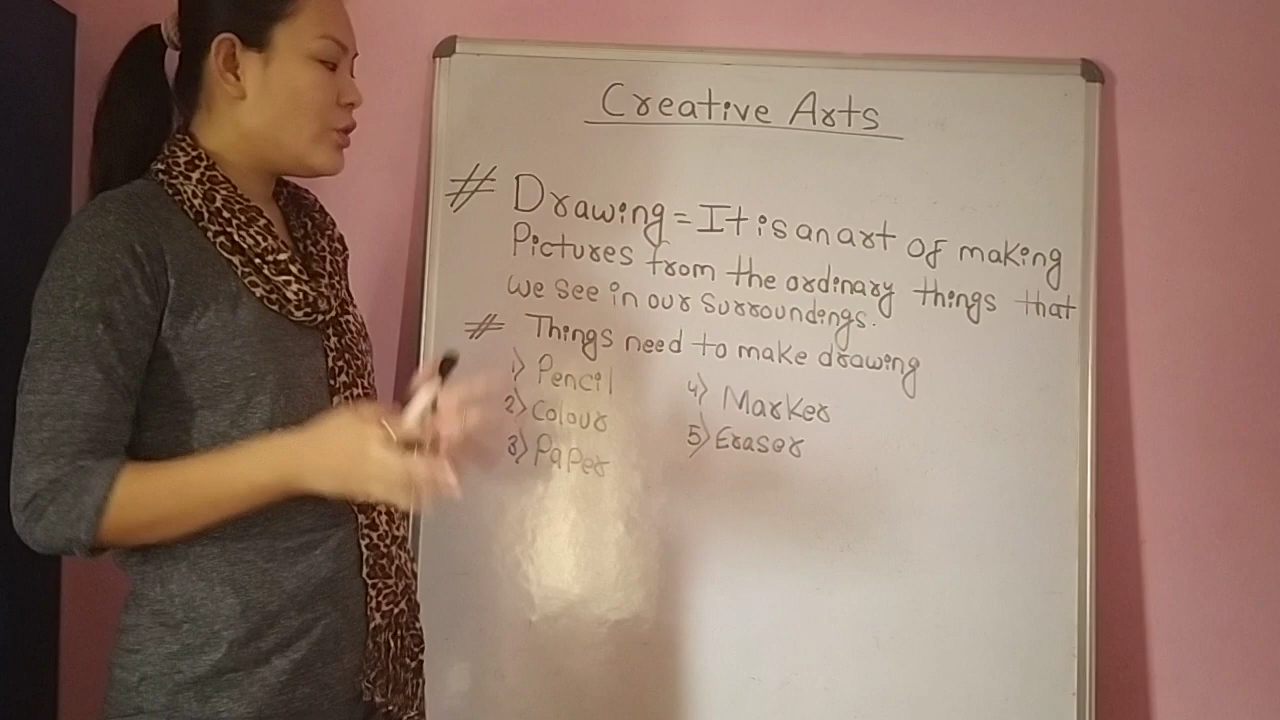 Creative Arts
# Drawing = It is an art of making
Pictures from the ordinary things that
we see in our surroundings.
# Things need to make drawing
1) Pencil
2) Colour
3) Paper
4) Marker
5) Eraser